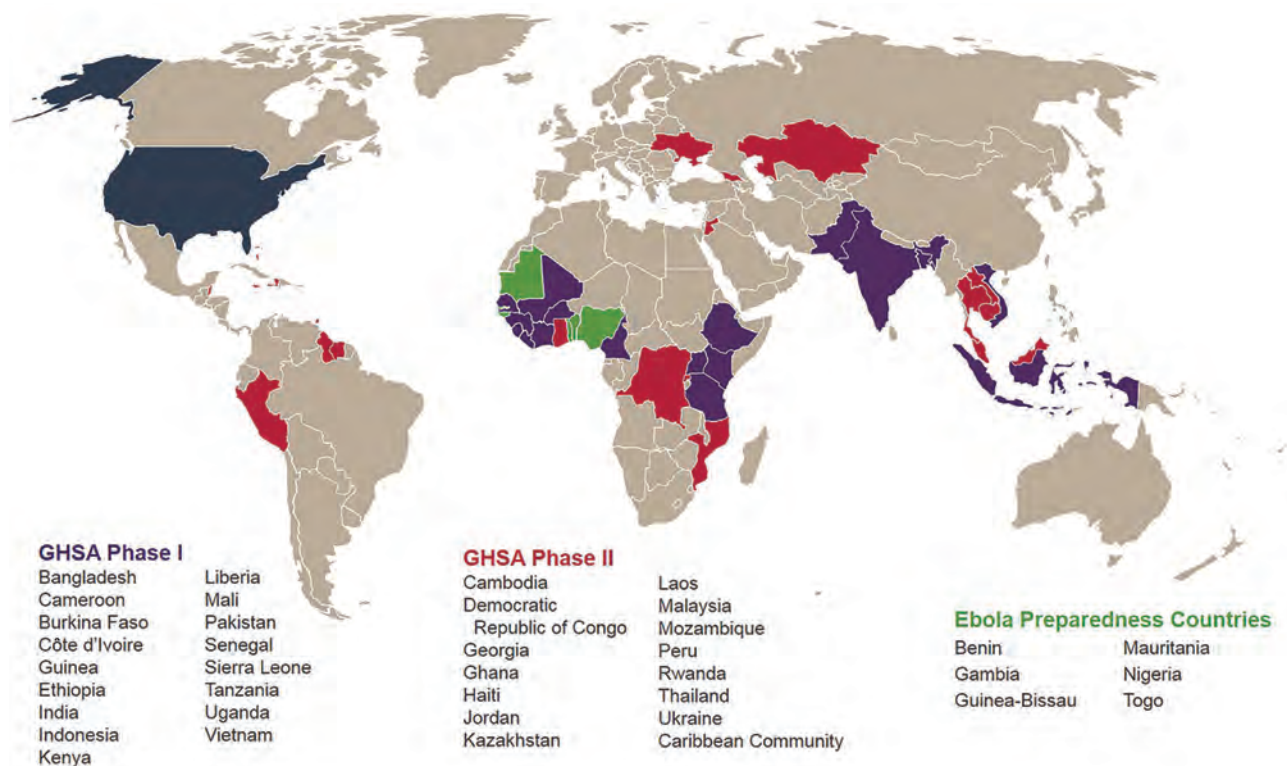 GHSA Phase I
Bangladesh
Cameroon
Burkina Faso
Côte d'Ivoire
Guinea
Ethiopia
India
Indonesia
Kenya
Liberia
Mali
Pakistan
Senegal
Sierra Leone
Tanzania
Uganda
Vietnam
GHSA Phase II
Cambodia
Democratic
Republic of Congo
Georgia
Ghana
Haiti
Jordan
Kazakhstan
Laos
Malaysia
Mozambique
Peru
Rwanda
Thailand
Ukraine
Caribbean Community
Ebola Preparedness Countries
Benin
Gambia
Guinea-Bissau
Mauritania
Nigeria
Togo